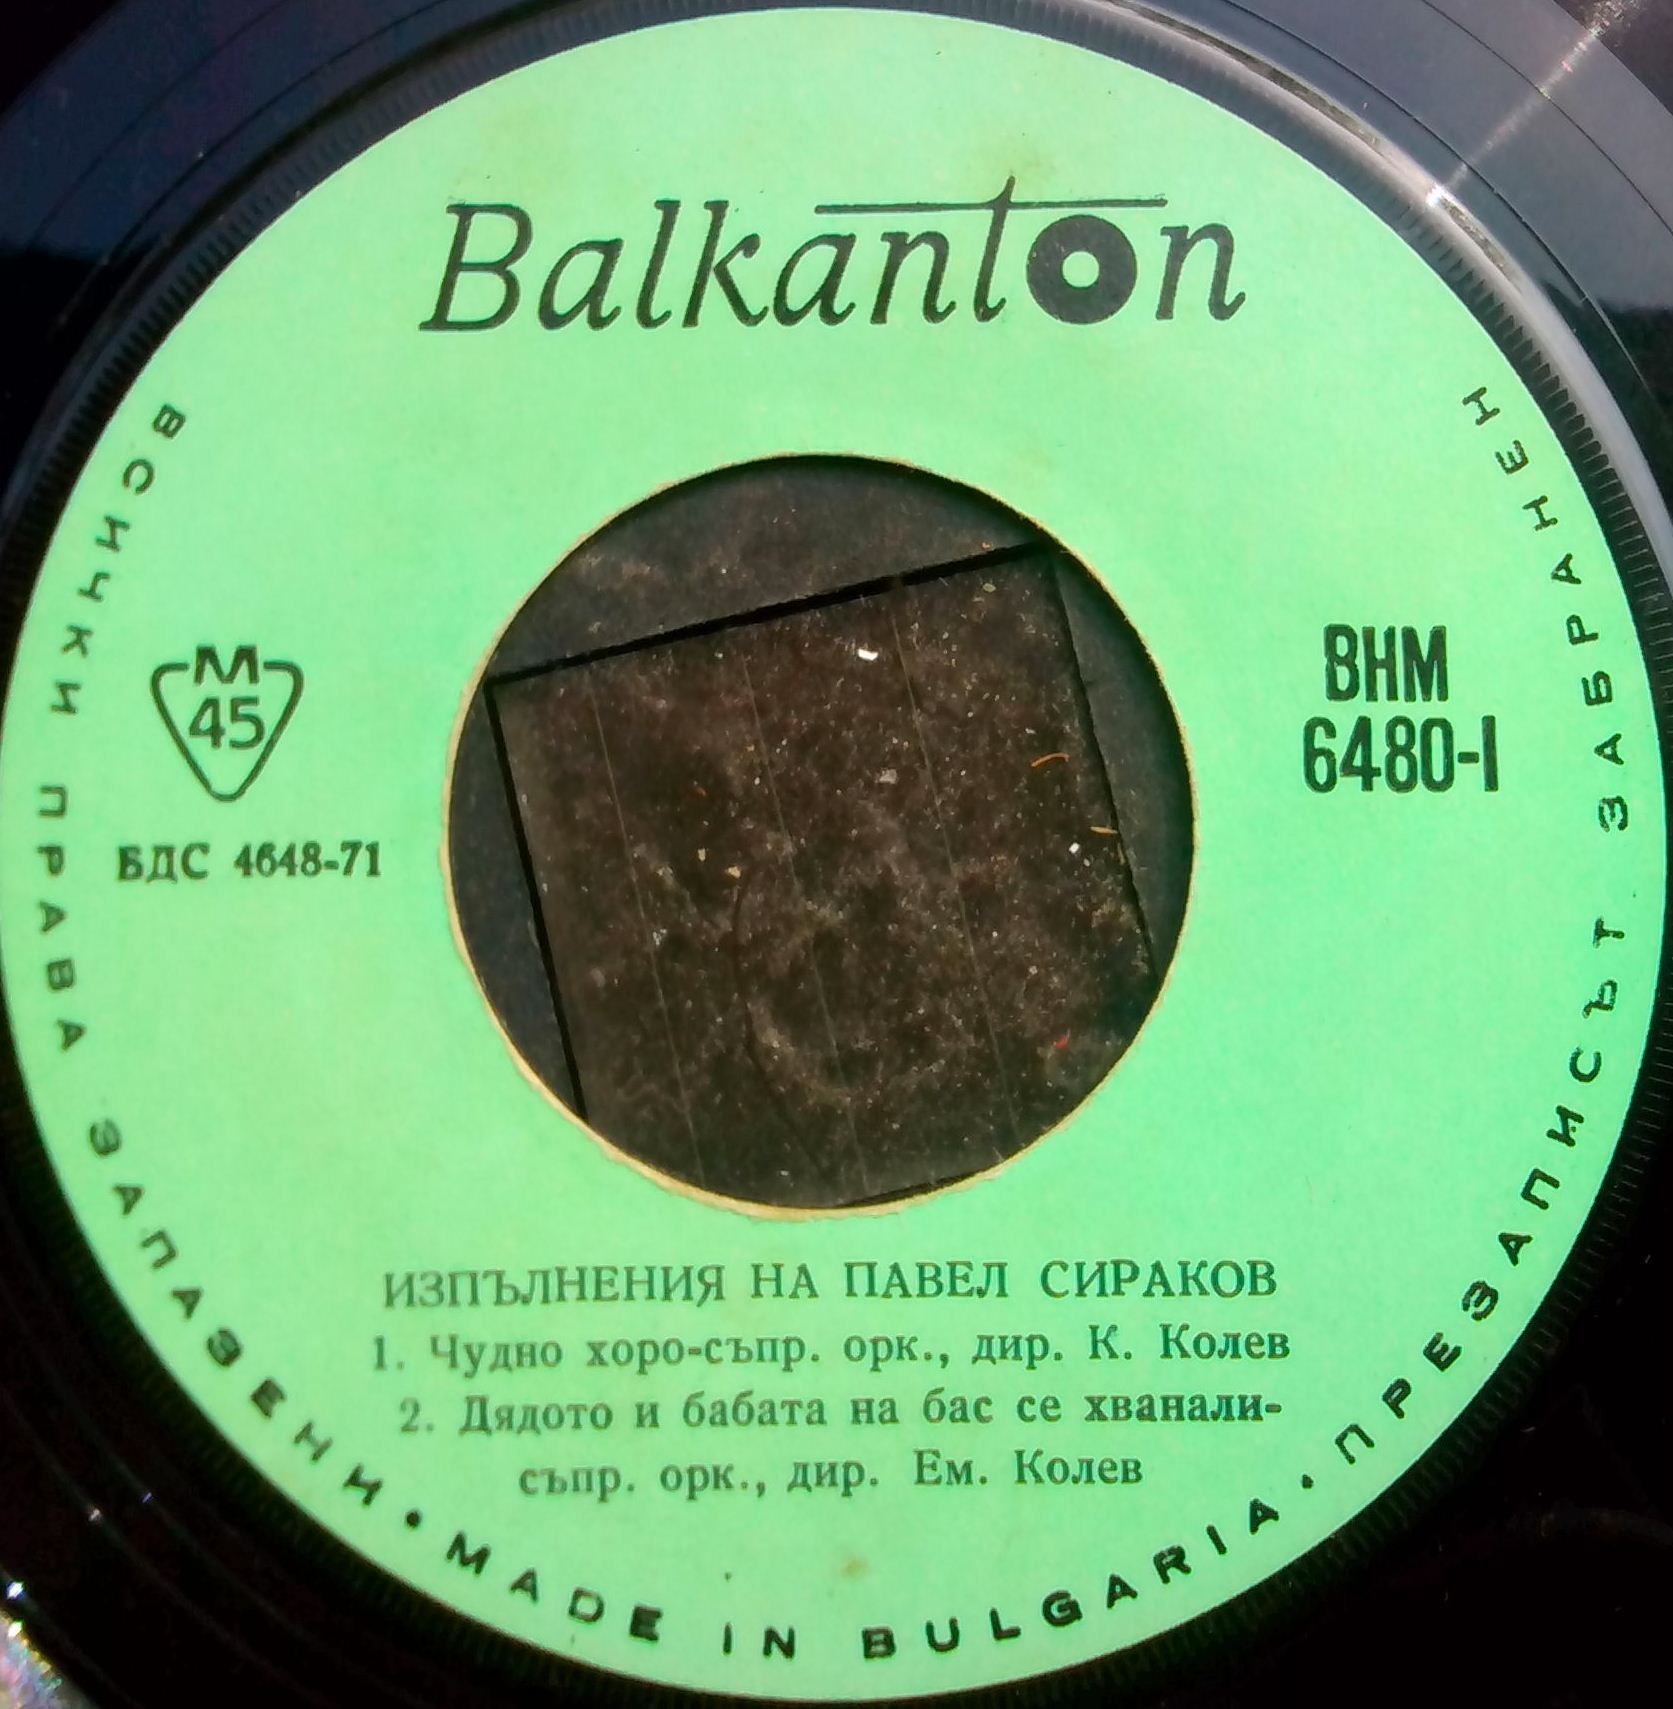 Balkanton
ВСИЧКИ ПРАВА ЗАПАЗЕНИ • MADE IN BULGARIA • ПРЕЗАПИСЪТ ЗАБРАНЕН
М
45
БДС 4648-71
ВНМ
6480-I
ИЗПЪЛНЕНИЯ НА ПАВЕЛ СИРАКОВ
1. Чудно хоро-съпр. орк., дир. К. Колев
2. Дядото и бабата на бас се хванали-
съпр. орк., дир. Ем. Колев